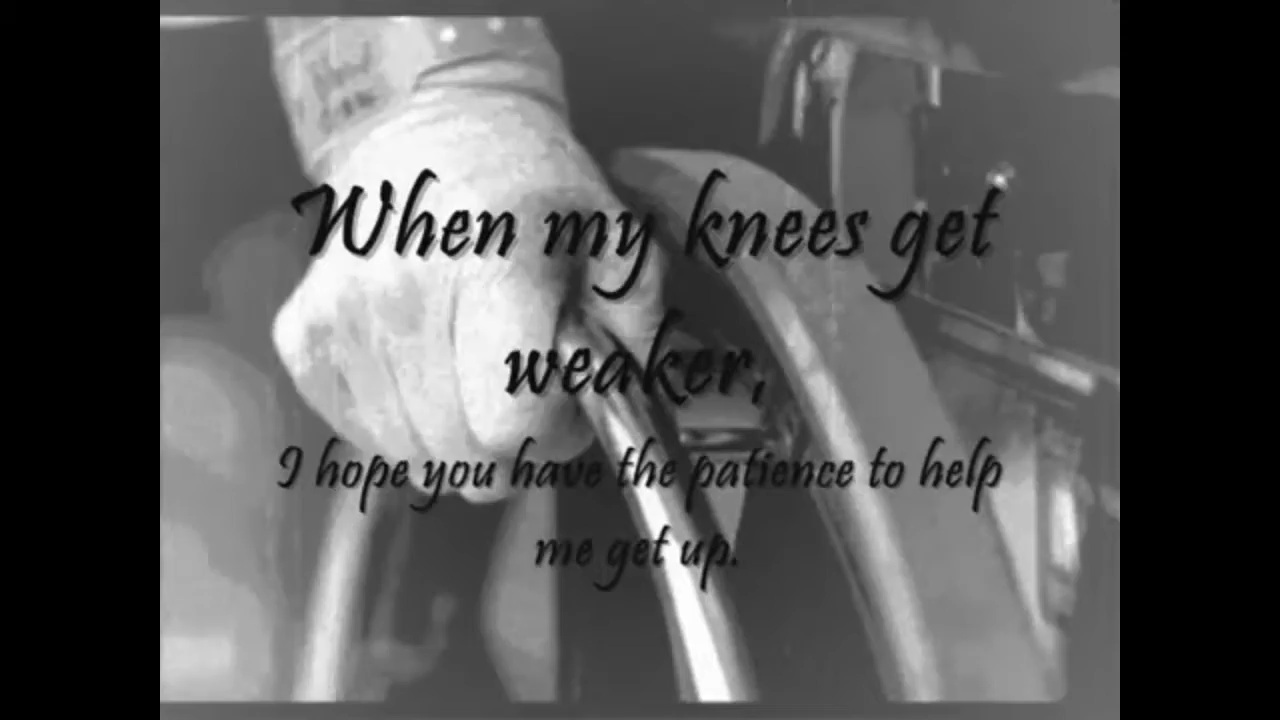 When my knees get
weaker,
I hope you have the patience to help
me get up.